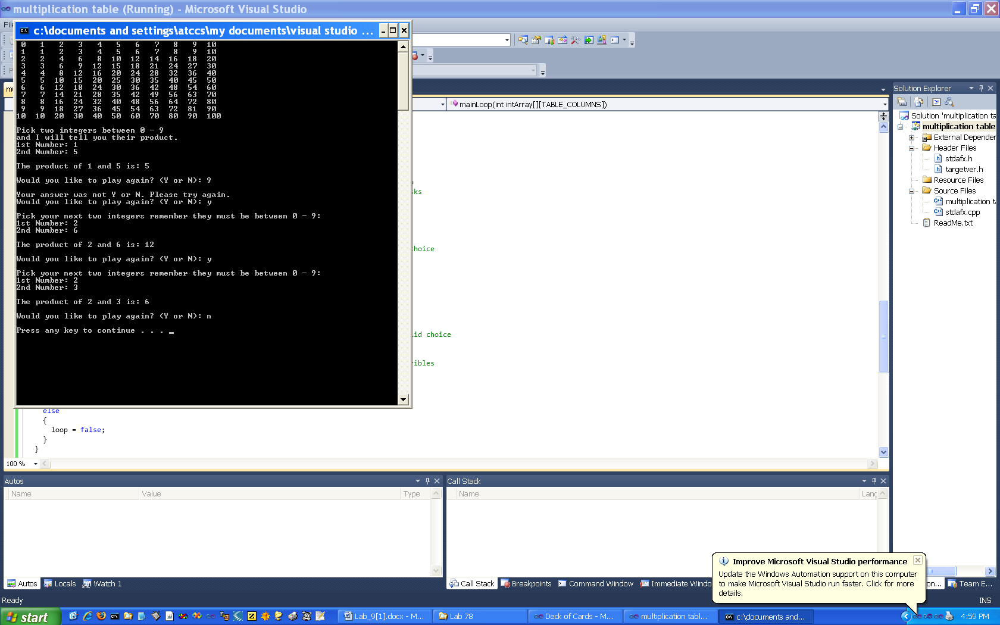 multiplication table (Running) - Microsoft Visual Studio
c:\documents and settings\atccs\my documents\visual studio ...
0 1 2 3 4 5 6 7 8 9 10
1 1 2 3 4 5 6 7 8 9 10
2 2 4 6 8 10 12 14 16 18 20
3 3 6 9 12 15 18 21 24 27 30
4 4 8 12 16 20 24 28 32 36 40
5 5 10 15 20 25 30 35 40 45 50
6 6 12 18 24 30 36 42 48 54 60
7 7 14 21 28 35 42 49 56 63 70
8 8 16 24 32 40 48 56 64 72 80
9 9 18 27 36 45 54 63 72 81 90
10 10 20 30 40 50 60 70 80 90 100
Pick two integers between 0 - 9
and I will tell you their product.
1st Number: 1
2nd Number: 5
The product of 1 and 5 is: 5
Would you like to play again? (Y or N): 9
Your answer was not Y or N. Please try again.
Would you like to play again? (Y or N): y
Pick your next two integers remember they must be between 0 - 9:
1st Number: 2
2nd Number: 6
The product of 2 and 6 is: 12
Would you like to play again? (Y or N): y
Pick your next two integers remember they must be between 0 - 9:
1st Number: 2
2nd Number: 3
The product of 2 and 3 is: 6
Would you like to play again? (Y or N): n
Press any key to continue . . . _
mainLoop(int intArray[][TABLE_COLUMNS])
sks
choice
lid choice
ribles
else
{
loop = false;
}
}
100 %
Solution Explorer
Solution 'multiplication ta
multiplication table
External Depender
Header Files
stdafx.h
targetver.h
Resource Files
Source Files
multiplication t
stdafx.cpp
ReadMe.txt
Autos
Name Value Type
Call Stack
Name Lang
Autos Locals Watch 1
Call Stack Breakpoints Command Window Immediate Windo
on... Team E...
Improve Microsoft Visual Studio performance
Update the Windows Automation support on this computer
to make Microsoft Visual Studio run faster. Click for more
details.
Ready
INS
start
Lab_9[1].docx - M...
Lab 78
Deck of Cards - M...
multiplication tabl...
c:\documents and...
4:59 PM